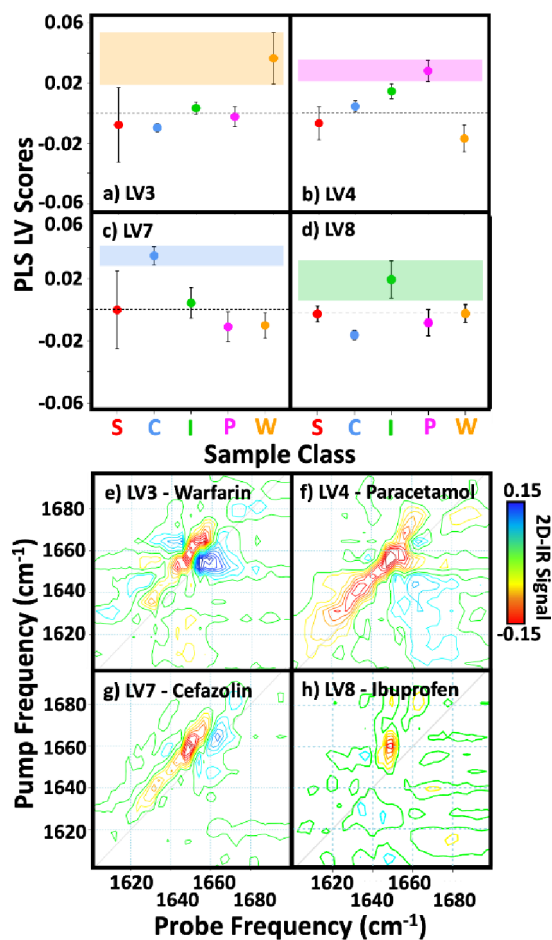 0.06
0.02
-0.02
-0.06
a) LV3
b) LV4
c) LV7
d) LV8
0.06
0.02
-0.02
-0.06
PLS LV Scores
S C I P W S C I P W
Sample Class
e) LV3 - Warfarin
f) LV4 - Paracetamol
1680
1660
1640
1620
0.15
2D-IR Signal
-0.15
g) LV7 - Cefazolin
h) LV8 - Ibuprofen
1680
1660
1640
1620
Pump Frequency (cm⁻¹)
1620 1660 1620 1660
1640 1680 1640 1680
Probe Frequency (cm⁻¹)